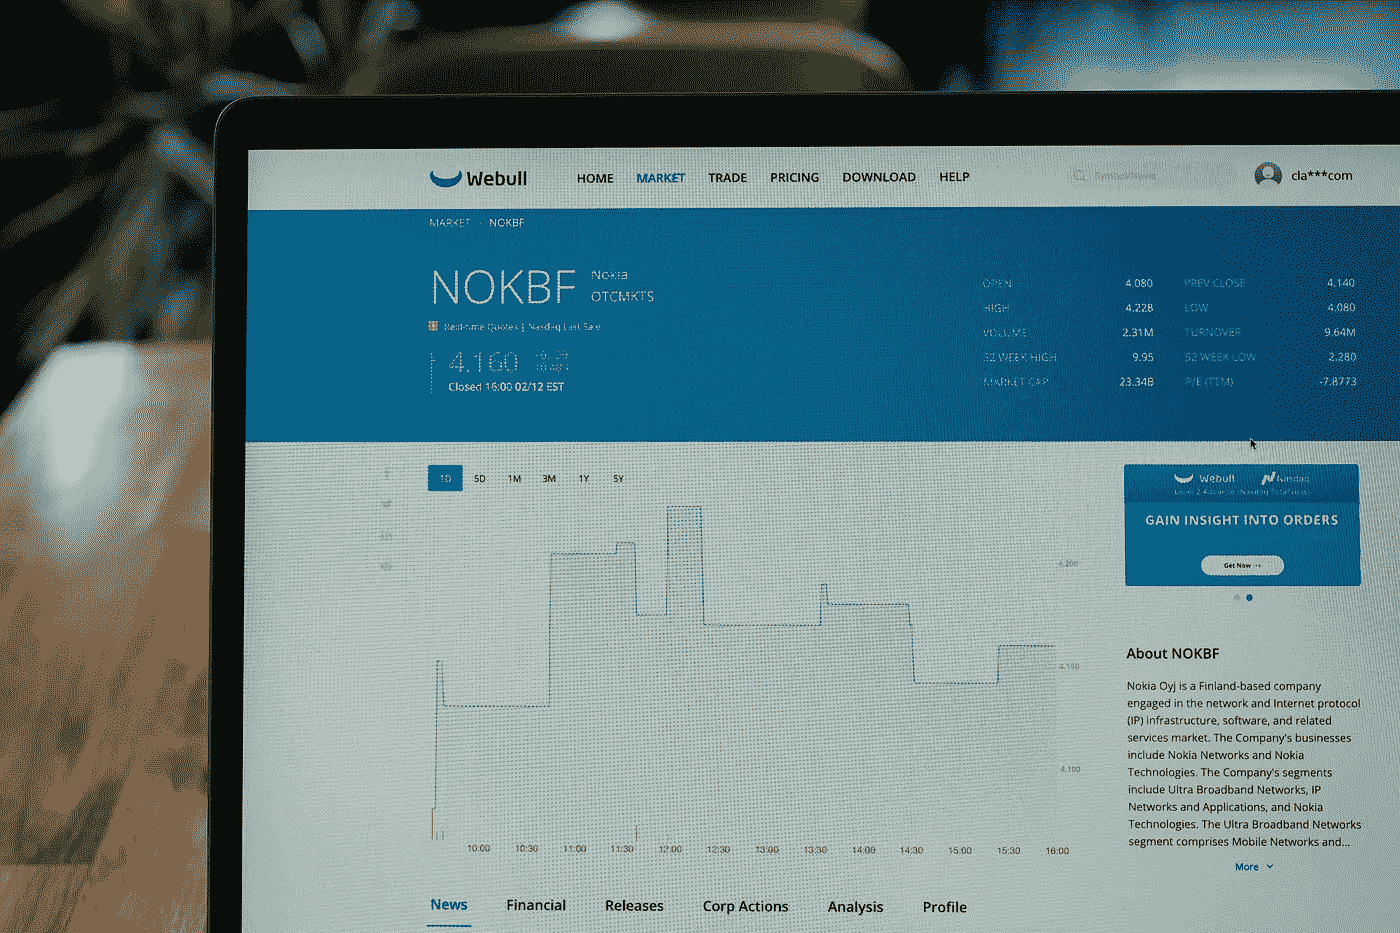 Webull HOME MARKET TRADE PRICING DOWNLOAD HELP Symbol/Name cla***com
MARKET · NOKBF
NOKBF Nokia
OTCMKTS
Real-time Quotes | Nasdaq Last Sale
4.160
Closed 16:00 02/12 EST
OPEN 4.080 PREV CLOSE 4.140
HIGH 4.228 LOW 4.080
VOLUME 2.31M TURNOVER 9.64M
52 WEEK HIGH 9.95 52 WEEK LOW 2.280
MARKET CAP 23.34B P/E (TTM) -7.8773
1D 5D 1M 3M 1Y 5Y
4.200
4.150
4.100
10:00 10:30 11:00 11:30 12:00 12:30 13:00 13:30 14:00 14:30 15:00 15:30 16:00
Webull Nasdaq
Level 2 Advance (Nasdaq TotalView)
GAIN INSIGHT INTO ORDERS
Get Now →
About NOKBF
Nokia Oyj is a Finland-based company
engaged in the network and Internet protocol
(IP) infrastructure, software, and related
services market. The Company's businesses
include Nokia Networks and Nokia
Technologies. The Company's segments
include Ultra Broadband Networks, IP
Networks and Applications, and Nokia
Technologies. The Ultra Broadband Networks
segment comprises Mobile Networks and...
More
News Financial Releases Corp Actions Analysis Profile